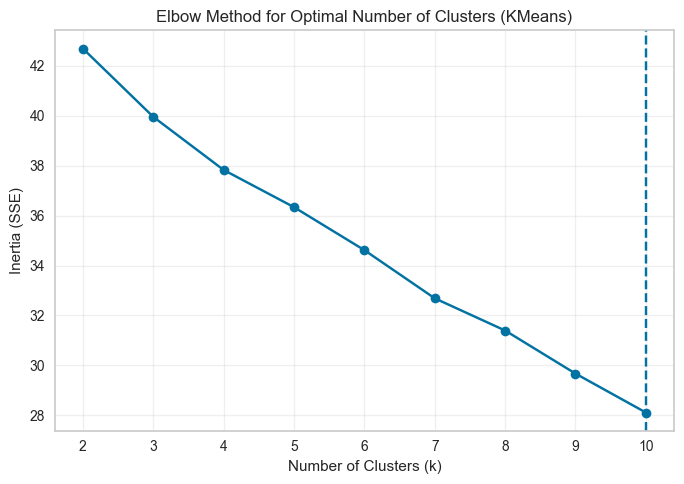 Elbow Method for Optimal Number of Clusters (KMeans)
Inertia (SSE)
42
40
38
36
34
32
30
28
2 3 4 5 6 7 8 9 10
Number of Clusters (k)